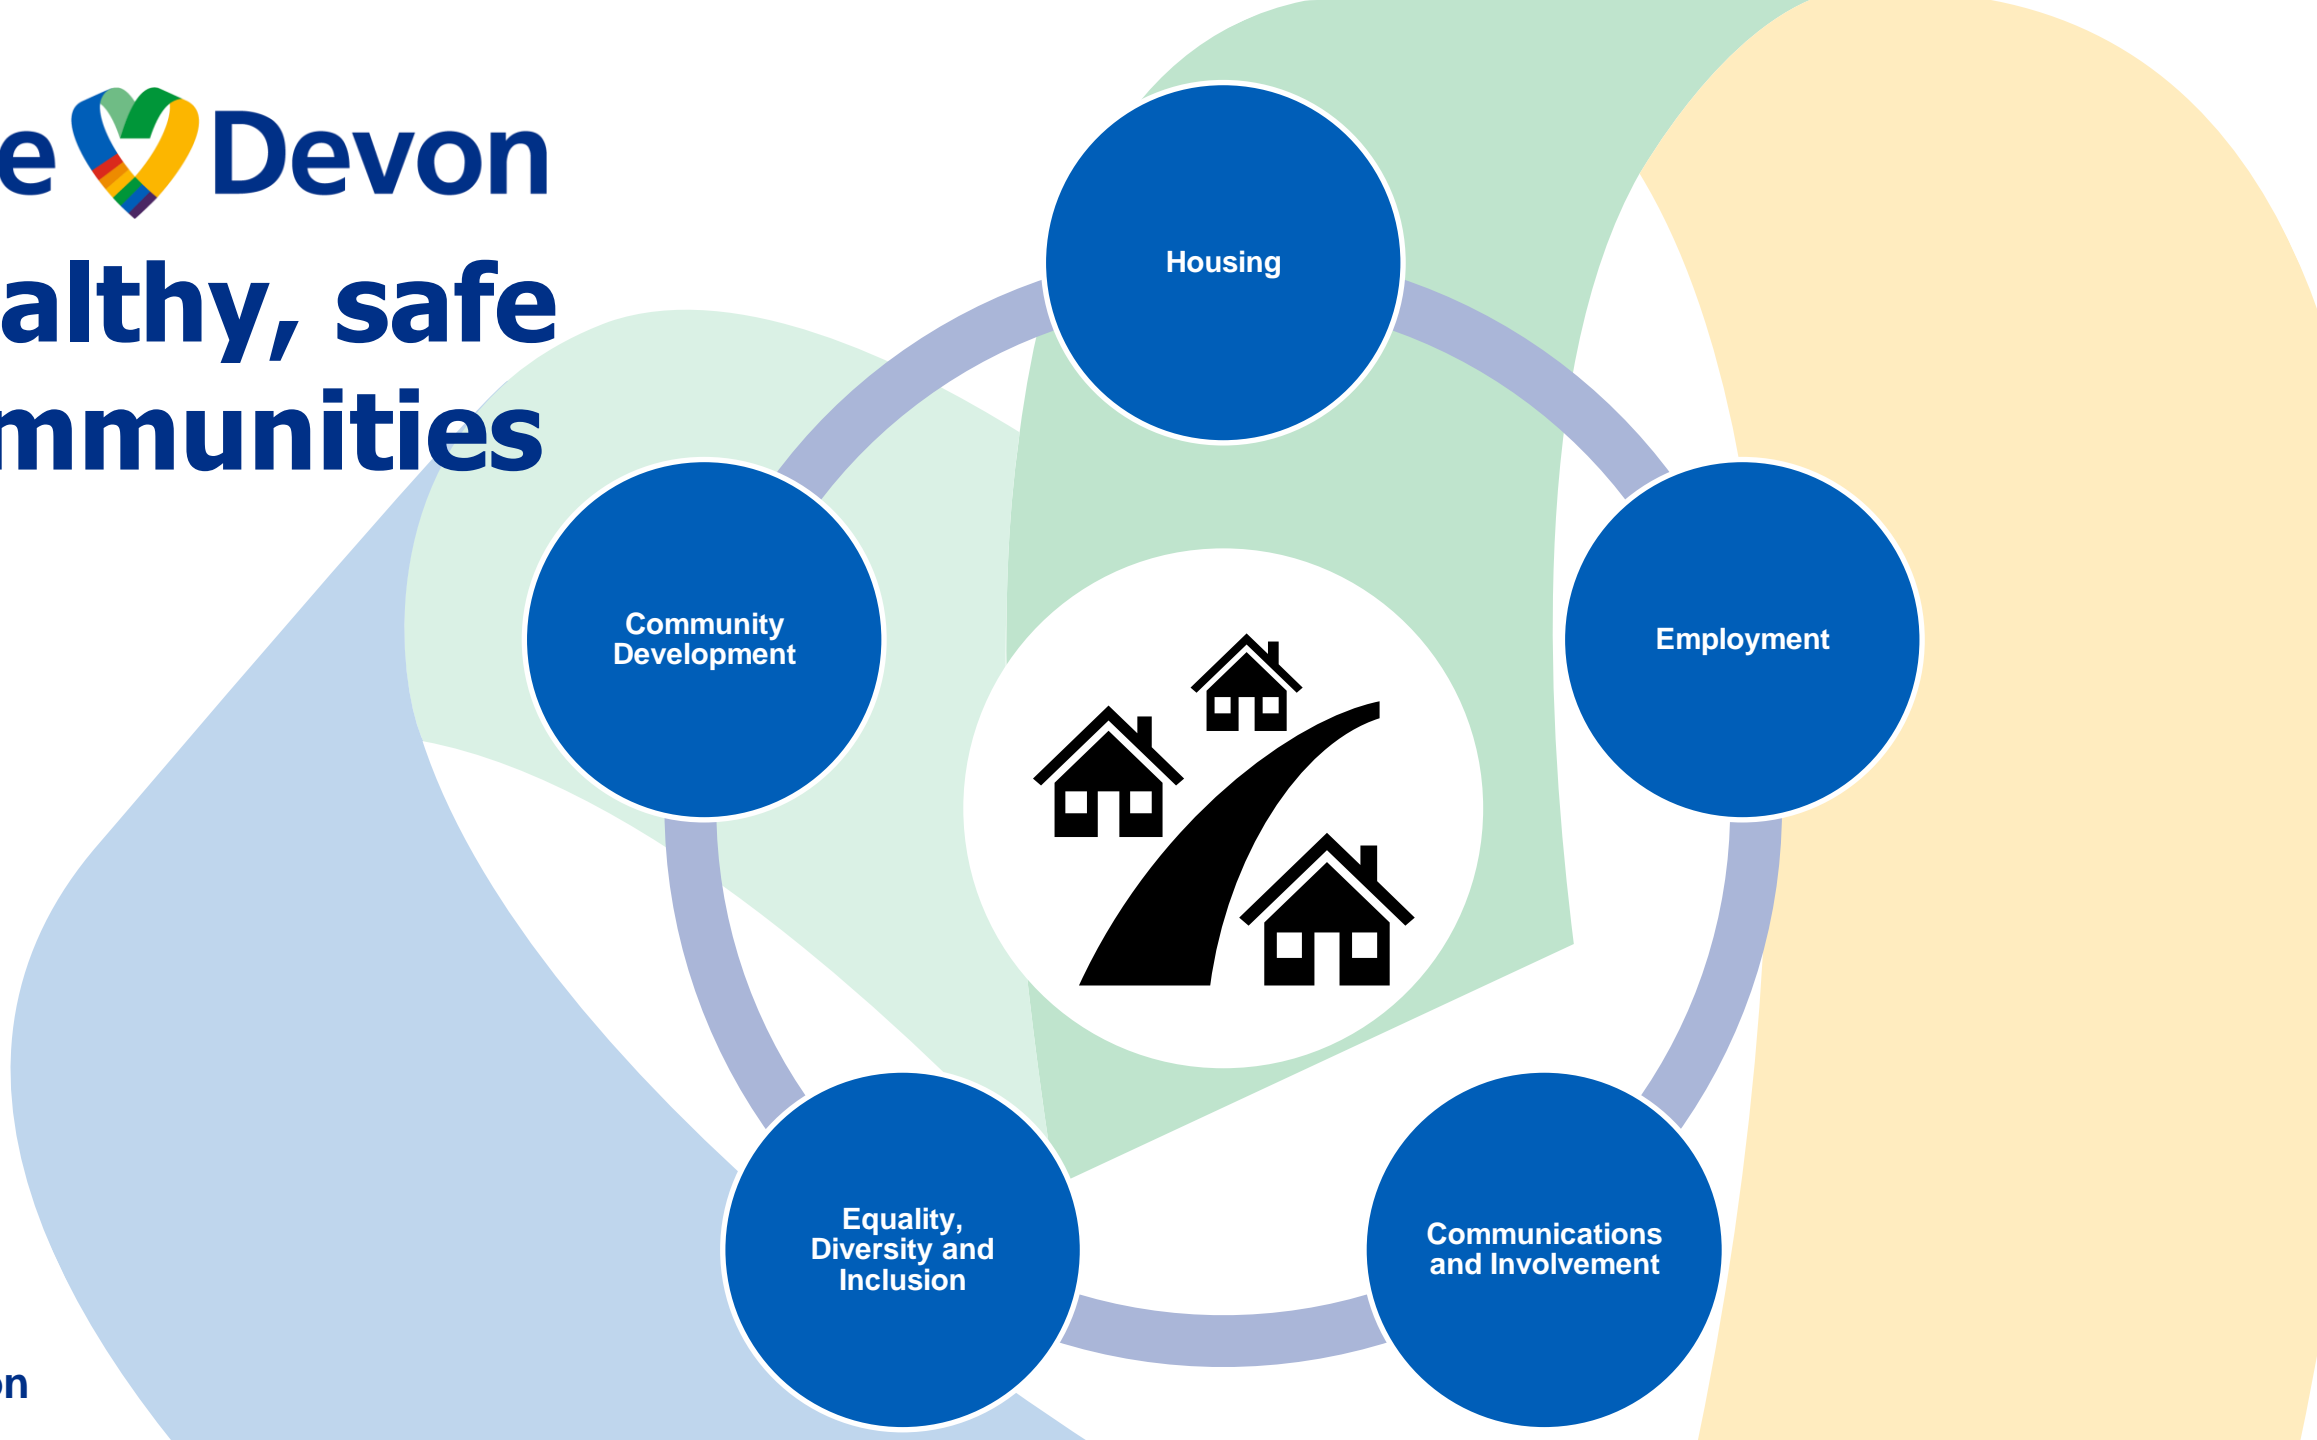 e Devon
althy, safe
mmunities
Housing
Community
Development
Employment
Equality,
Diversity and
Inclusion
Communications
and Involvement
on